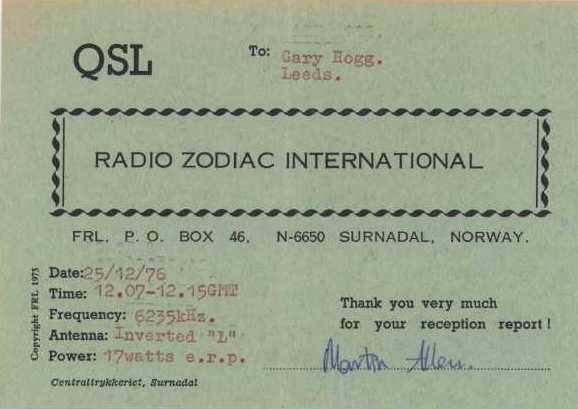 QSL
To: Gary Hogg.
Leeds.
RADIO ZODIAC INTERNATIONAL
FRL, P. O. BOX 46, N-6650 SURNADAL, NORWAY.
Copyright FRL 1975
Date: 25/12/76
Time: 12.07-12.15GMT
Frequency: 6235kHz.
Antenna: Inverted "L"
Power: 17watts e.r.p.
Thank you very much
for your reception report!
Martin Allen.
Centraltrykkeriet, Surnadal